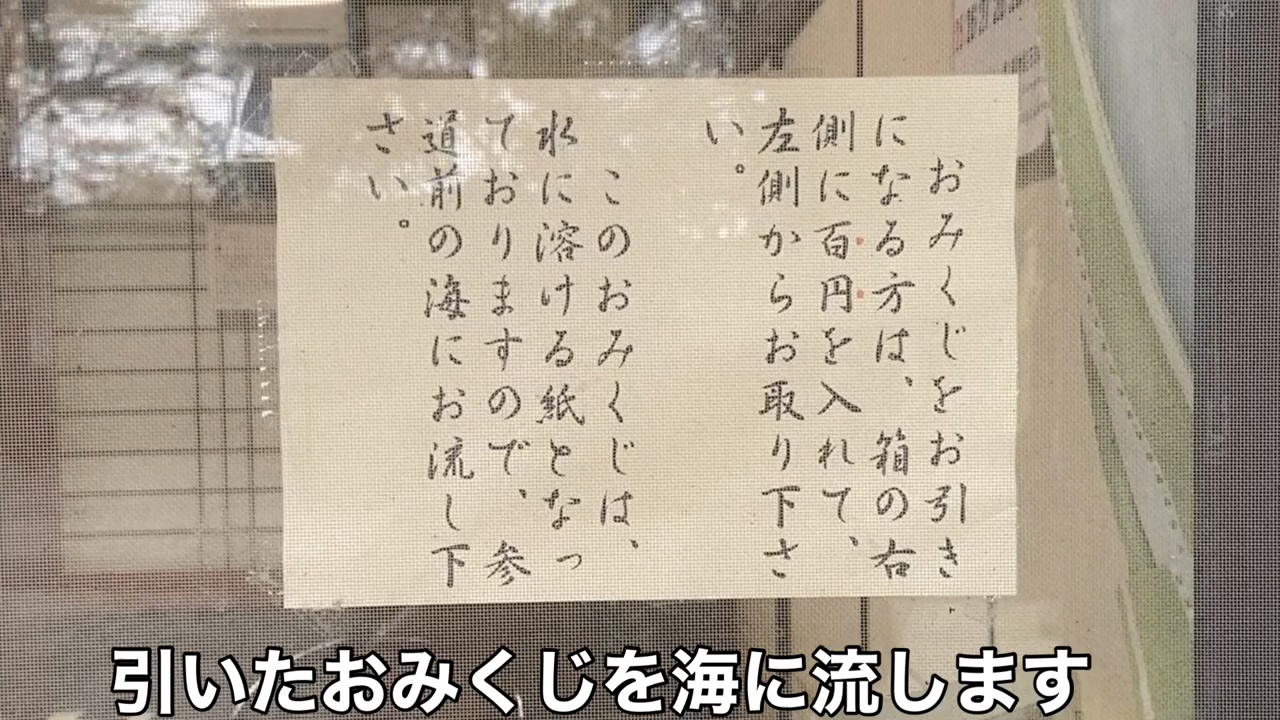 おみくじをお引き
になる方は、箱の右
側に百円を入れて、
左側からお取り下さ
い。
このおみくじは、
水に溶ける紙となっ
ておりますので、参
道前の海にお流し下
さい。
引いたおみくじを海に流します